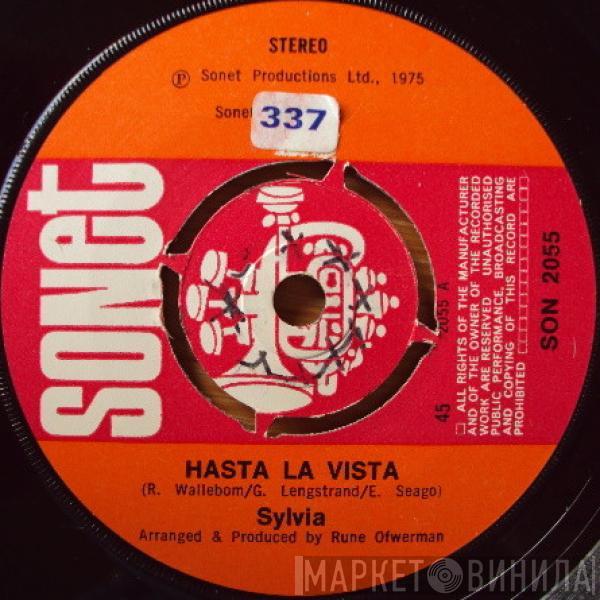 STEREO
Ⓟ Sonet Productions Ltd., 1975
Sonet
337
sonet
ALL RIGHTS OF THE MANUFACTURER
AND OF THE OWNER OF THE RECORDED
WORK ARE RESERVED. UNAUTHORISED
PUBLIC PERFORMANCE, BROADCASTING
AND COPYING OF THIS RECORD ARE
PROHIBITED
SON 2055
2055 A
45
HASTA LA VISTA
(R. Wallebom/G. Lengstrand/E. Seago)
Sylvia
Arranged & Produced by Rune Ofwerman
МАРКЕТ ВИНИЛА